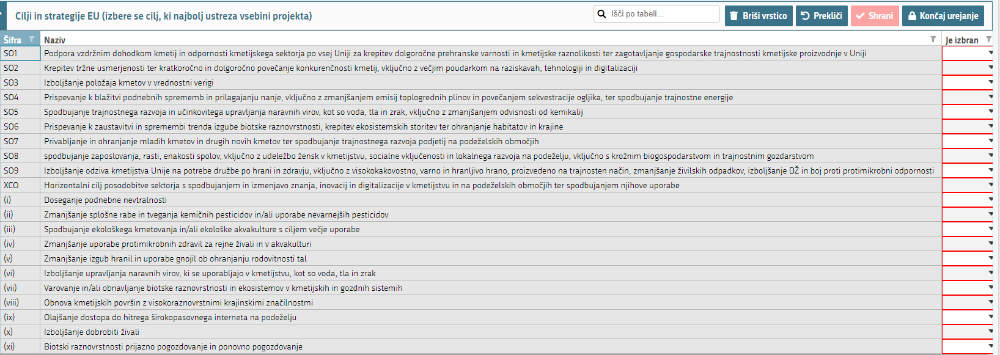 Cilji in strategije EU (izbere se cilj, ki najbolj ustreza vsebini projekta)
Išči po tabeli...
Briši vrstico
Prekliči
Shrani
Končaj urejanje
Šifra Naziv Je izbran
SO1 Podpora vzdržnim dohodkom kmetij in odpornosti kmetijskega sektorja po vsej Uniji za krepitev dolgoročne prehranske varnosti in kmetijske raznolikosti ter zagotavljanje gospodarske trajnostnosti kmetijske proizvodnje v Uniji
SO2 Krepitev tržne usmerjenosti ter kratkoročno in dolgoročno povečanje konkurenčnosti kmetij, vključno z večjim poudarkom na raziskavah, tehnologiji in digitalizaciji
SO3 Izboljšanje položaja kmetov v vrednostni verigi
SO4 Prispevanje k blažitvi podnebnih sprememb in prilagajanju nanje, vključno z zmanjšanjem emisij toplogrednih plinov in povečanjem sekvestracije ogljika, ter spodbujanje trajnostne energije
SO5 Spodbujanje trajnostnega razvoja in učinkovitega upravljanja naravnih virov, kot so voda, tla in zrak, vključno z zmanjšanjem odvisnosti od kemikalij
SO6 Prispevanje k zaustavitvi in spremembi trenda izgube biotske raznovrstnosti, krepitev ekosistemskih storitev ter ohranjanje habitatov in krajine
SO7 Privabljanje in ohranjanje mladih kmetov in drugih novih kmetov ter spodbujanje trajnostnega razvoja podjetij na podeželskih območjih
SO8 spodbujanje zaposlovanja, rasti, enakosti spolov, vključno z udeležbo žensk v kmetijstvu, socialne vključenosti in lokalnega razvoja na podeželju, vključno s krožnim biogospodarstvom in trajnostnim gozdarstvom
SO9 Izboljšanje odziva kmetijstva Unije na potrebe družbe po hrani in zdravju, vključno z visokokakovostno, varno in hranljivo hrano, proizvedeno na trajnosten način, zmanjšanje živilskih odpadkov, izboljšanje DŽ in boj proti protimikrobni odpornosti
XCO Horizontalni cilj posodobitve sektorja s spodbujanjem in izmenjavo znanja, inovacij in digitalizacije v kmetijstvu in na podeželskih območjih ter spodbujanjem njihove uporabe
(i) Doseganje podnebne nevtralnosti
(ii) Zmanjšanje splošne rabe in tveganja kemičnih pesticidov in/ali uporabe nevarnejših pesticidov
(iii) Spodbujanje ekološkega kmetovanja in/ali ekološke akvakulture s ciljem večje uporabe
(iv) Zmanjšanje uporabe protimikrobnih zdravil za rejne živali in v akvakulturi
(v) Zmanjšanje izgub hranil in uporabe gnojil ob ohranjanju rodovitnosti tal
(vi) Izboljšanje upravljanja naravnih virov, ki se uporabljajo v kmetijstvu, kot so voda, tla in zrak
(vii) Varovanje in/ali obnavljanje biotske raznovrstnosti in ekosistemov v kmetijskih in gozdnih sistemih
(viii) Obnova kmetijskih površin z visokoraznovrstnimi krajinskimi značilnostmi
(ix) Olajšanje dostopa do hitrega širokopasovnega interneta na podeželju
(x) Izboljšanje dobrobiti živali
(xi) Biotski raznovrstnosti prijazno pogozdovanje in ponovno pogozdovanje